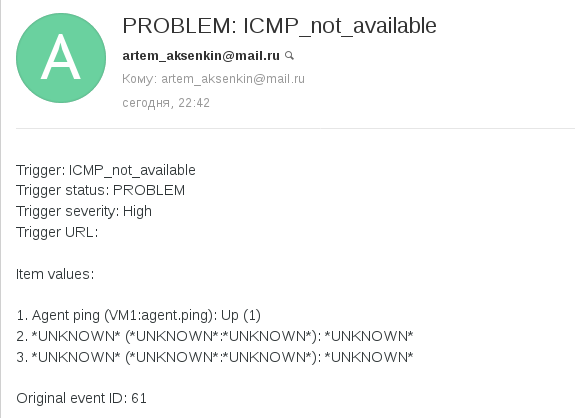 A
PROBLEM: ICMP_not_available
artem_aksenkin@mail.ru
Кому: artem_aksenkin@mail.ru
сегодня, 22:42
Trigger: ICMP_not_available
Trigger status: PROBLEM
Trigger severity: High
Trigger URL:
Item values:
1. Agent ping (VM1:agent.ping): Up (1)
2. *UNKNOWN* (*UNKNOWN*:*UNKNOWN*): *UNKNOWN*
3. *UNKNOWN* (*UNKNOWN*:*UNKNOWN*): *UNKNOWN*
Original event ID: 61